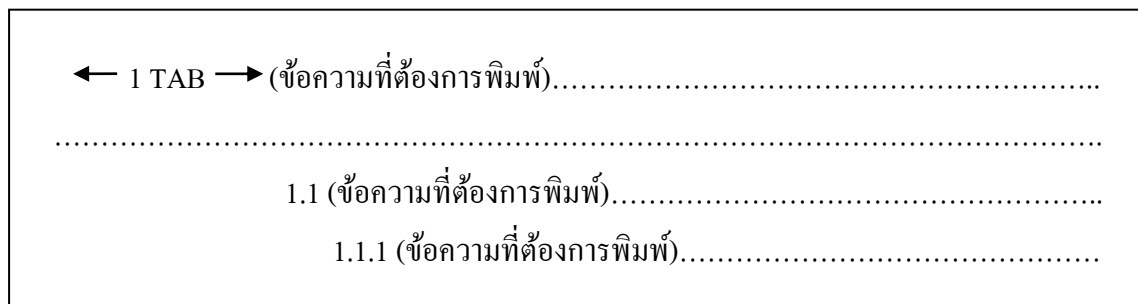 1 TAB (ข้อความที่ต้องการพิมพ์)…………………………………………………..
…………………………………………………………………………………………………….
1.1 (ข้อความที่ต้องการพิมพ์)……………………………………………..
1.1.1 (ข้อความที่ต้องการพิมพ์)………………………………………